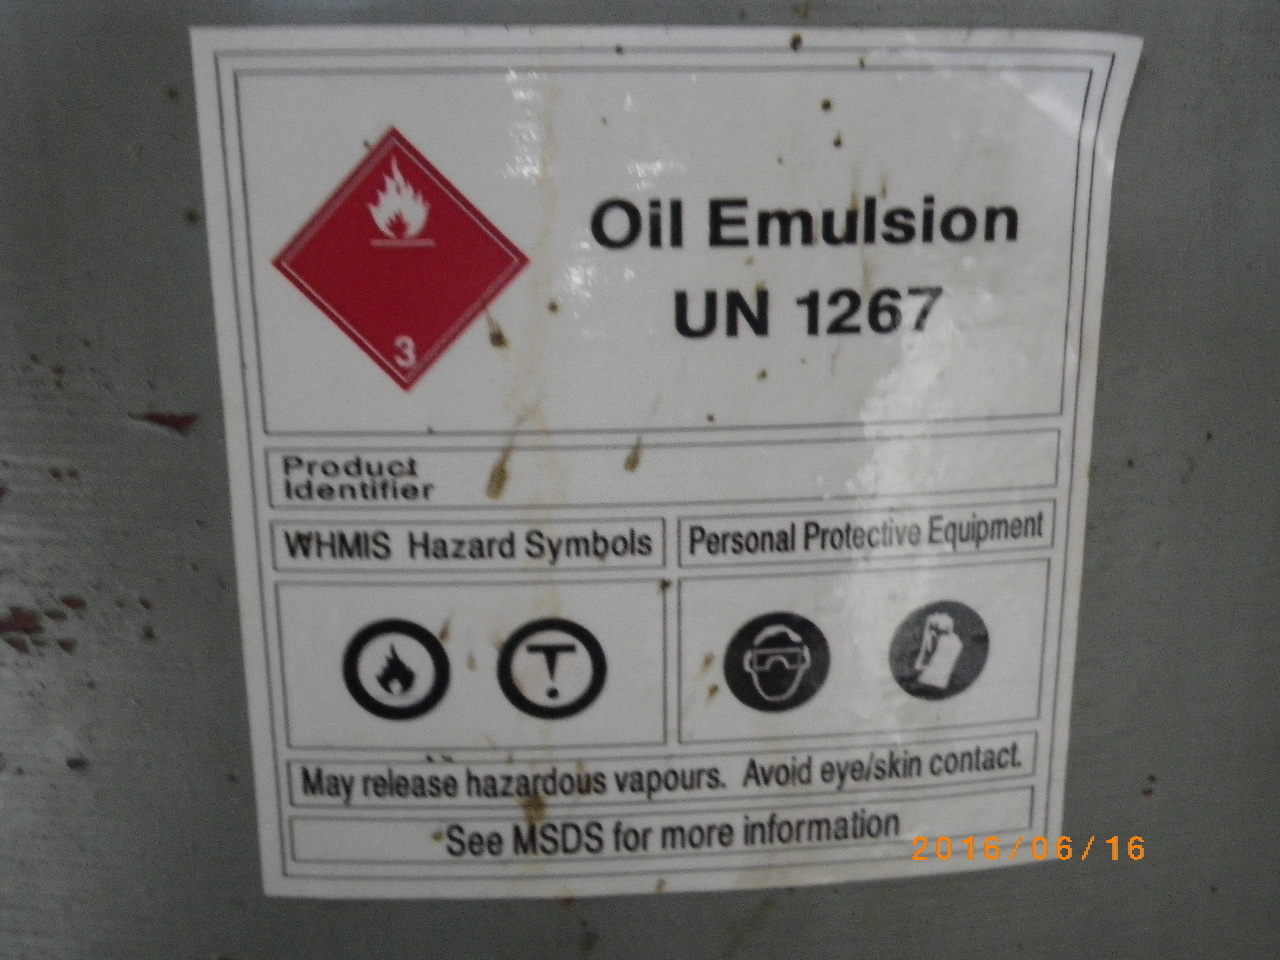 Oil Emulsion
UN 1267
3
Product
Identifier
WHMIS Hazard Symbols
Personal Protective Equipment
May release hazardous vapours. Avoid eye/skin contact.
See MSDS for more information
2016/06/16